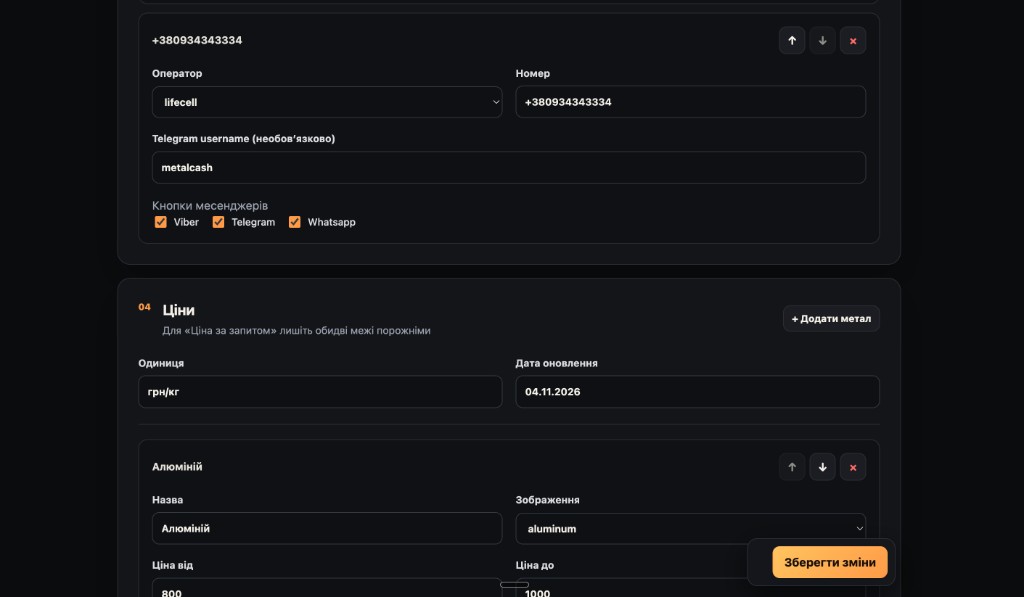 +380934343334
Оператор
Номер
lifecell
+380934343334
Telegram username (необов'язково)
metalcash
Кнопки месенджерів
Viber Telegram Whatsapp
04 Ціни
Для «Ціна за запитом» лишіть обидві межі порожніми
+ Додати метал
Одиниця
Дата оновлення
грн/кг
04.11.2026
Алюміній
Назва
Зображення
Алюміній
aluminum
Ціна від
Ціна до
Зберегти зміни
800
1000